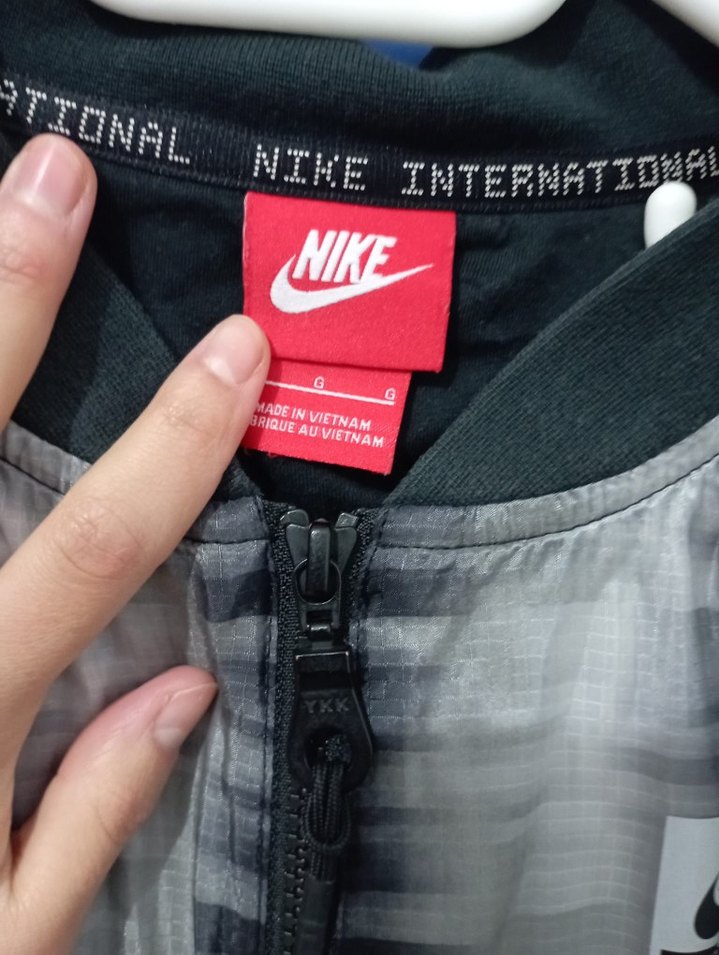 ATIONAL NIKE INTERNATIONAL
NIKE
G G
MADE IN VIETNAM
BRIQUE AU VIETNAM
YKK